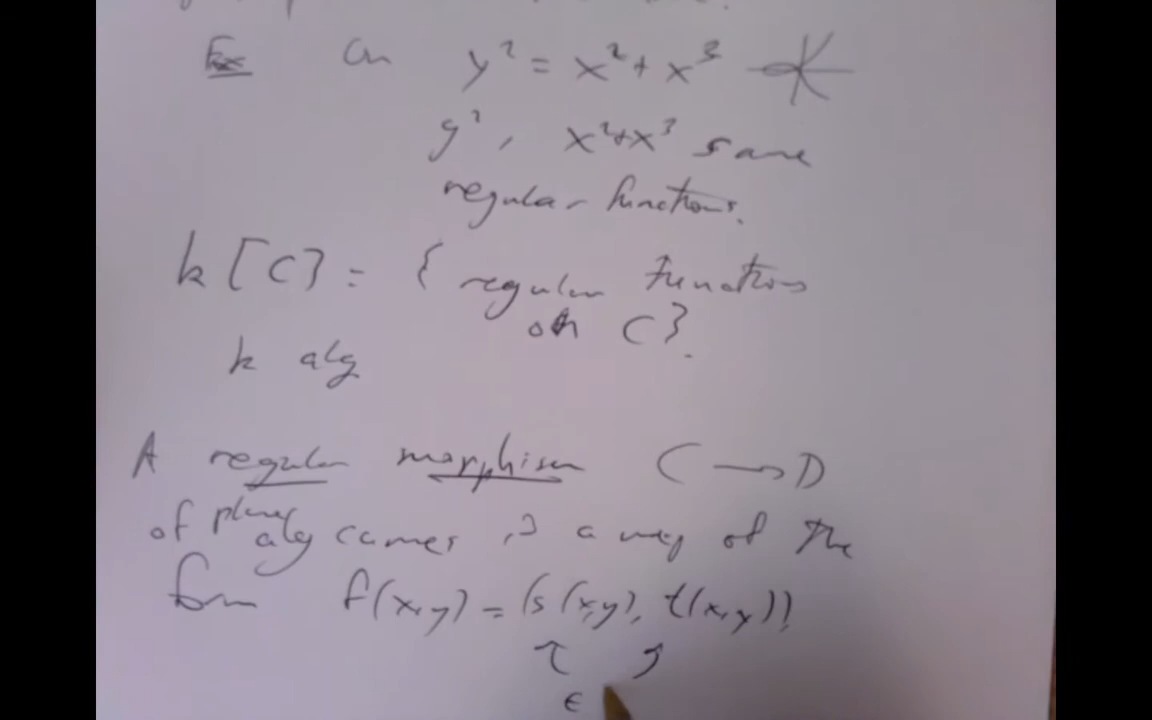 Ex On y² = x² + x³
y², x²+x³ same
regular functions.
k[C] = { regular functions
on C}.
k alg
A regular morphism C → D
of plane alg curves is a map of the
form f(x,y) = (s(x,y), t(x,y))
∈